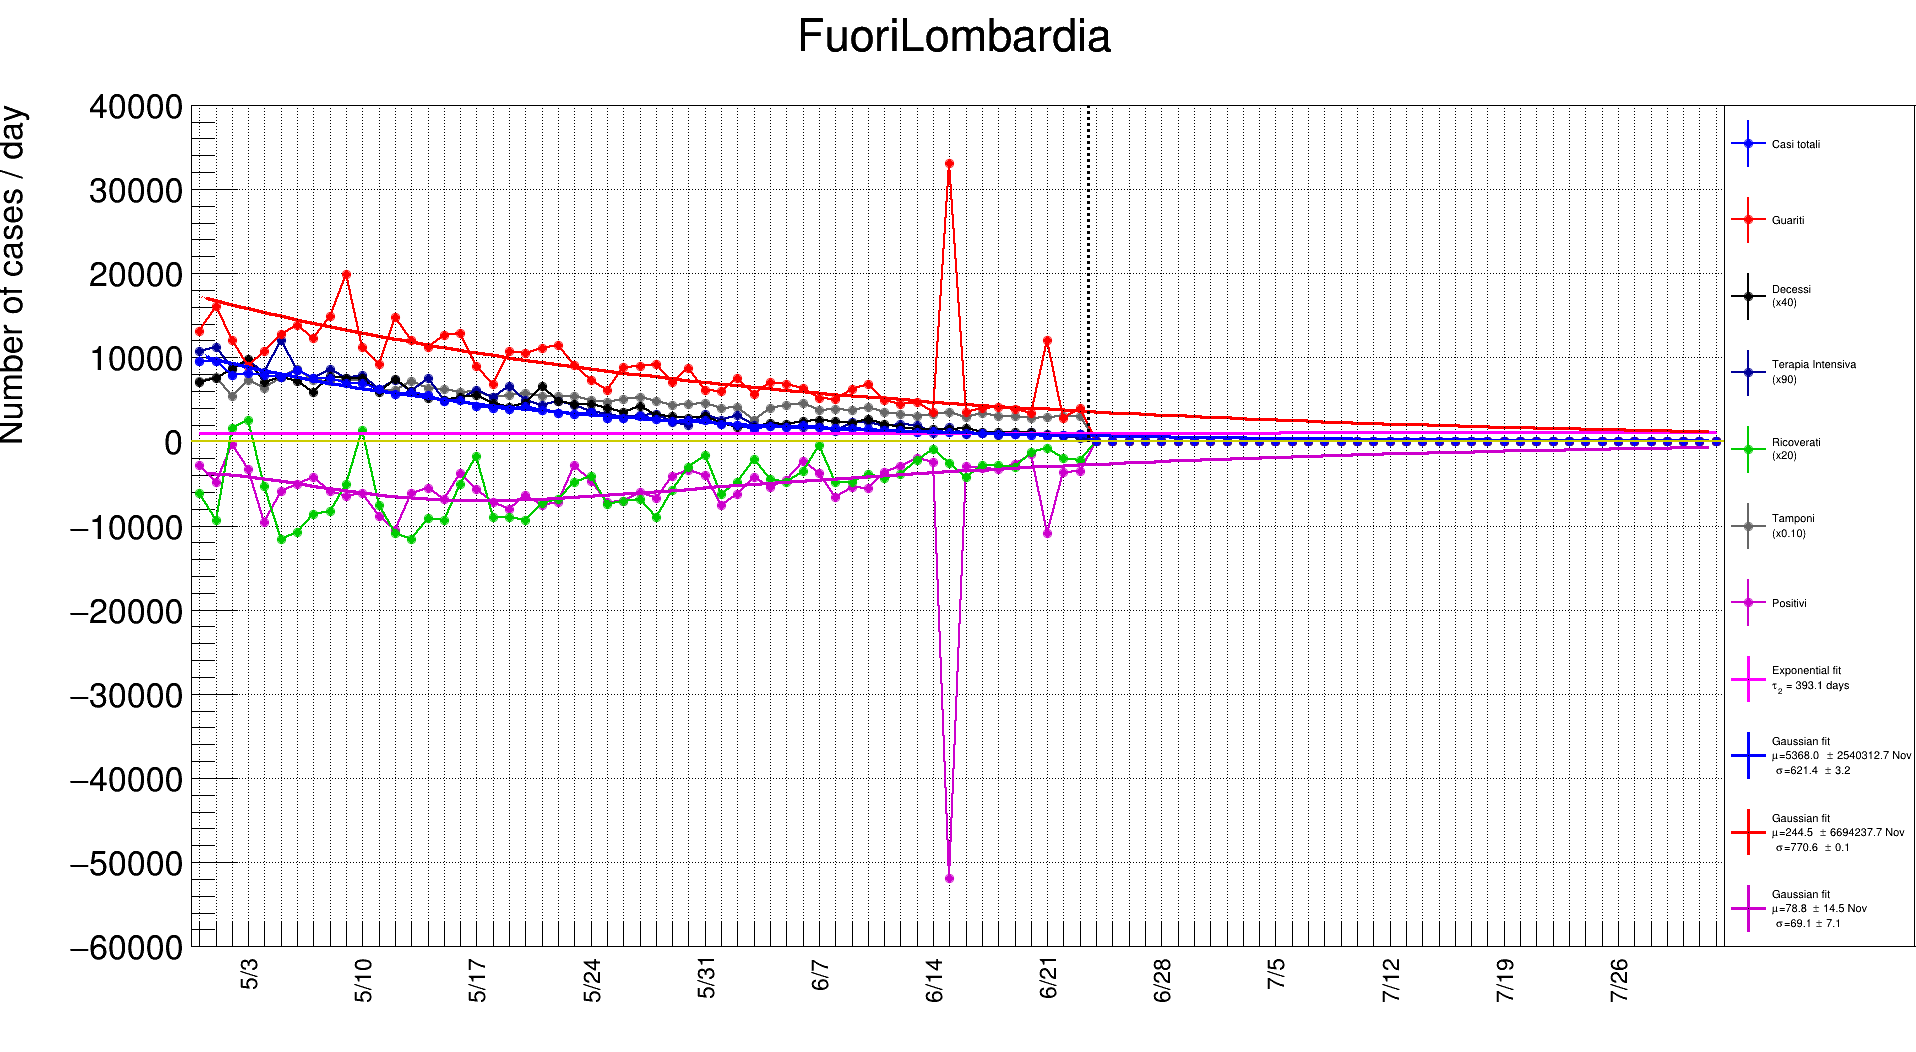 FuoriLombardia
Number of cases / day
40000
30000
20000
10000
0
−10000
−20000
−30000
−40000
−50000
−60000
5/3
5/10
5/17
5/24
5/31
6/7
6/14
6/21
6/28
7/5
7/12
7/19
7/26
Casi totali
Guariti
Decessi
(x40)
Terapia Intensiva
(x90)
Ricoverati
(x20)
Tamponi
(x0.10)
Positivi
Exponential fit
τ2 = 393.1 days
Gaussian fit
μ=5368.0 ± 2540312.7 Nov
σ=621.4 ± 3.2
Gaussian fit
μ=244.5 ± 6694237.7 Nov
σ=770.6 ± 0.1
Gaussian fit
μ=78.8 ± 14.5 Nov
σ=69.1 ± 7.1